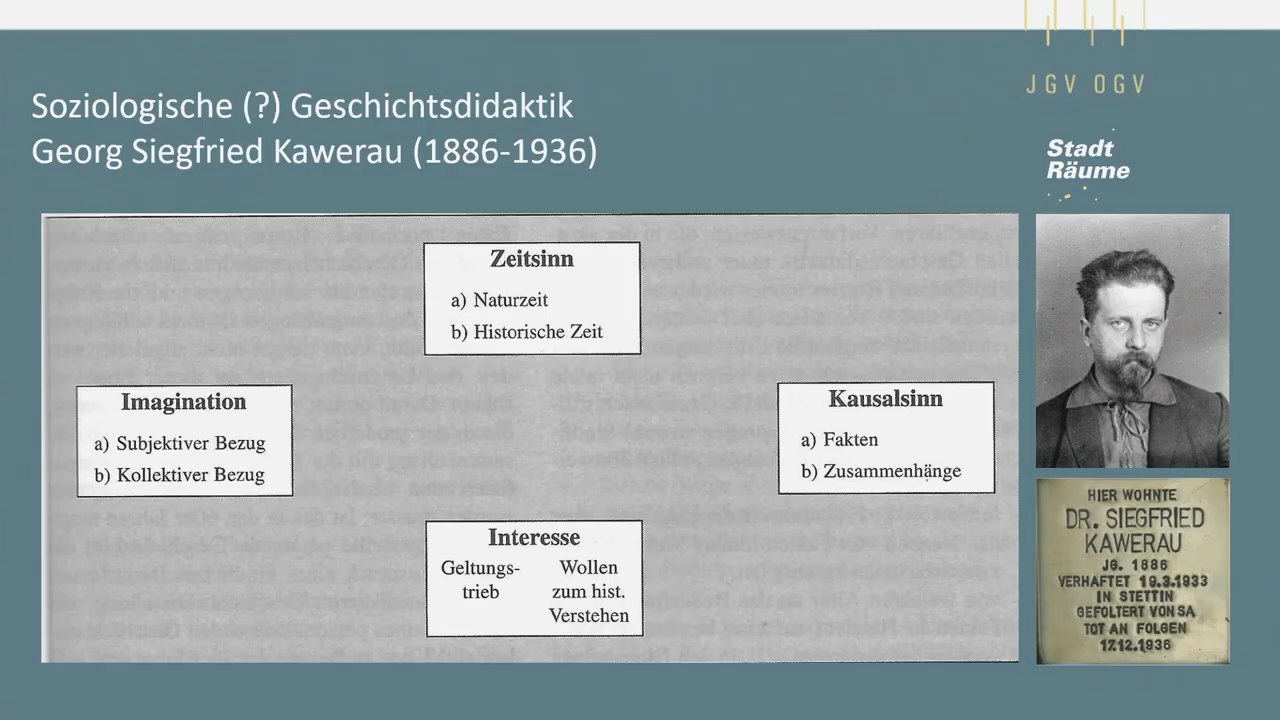 JGV OGV
Soziologische (?) Geschichtsdidaktik
Georg Siegfried Kawerau (1886-1936)
Stadt
Räume
Zeitsinn
a) Naturzeit
b) Historische Zeit
Imagination
a) Subjektiver Bezug
b) Kollektiver Bezug
Kausalsinn
a) Fakten
b) Zusammenhänge
Interesse
Geltungs-
trieb
Wollen
zum hist.
Verstehen
HIER WOHNTE
DR. SIEGFRIED
KAWERAU
JG. 1886
VERHAFTET 19.3.1933
IN STETTIN
GEFOLTERT VON SA
TOT AN FOLGEN
17.12.1936